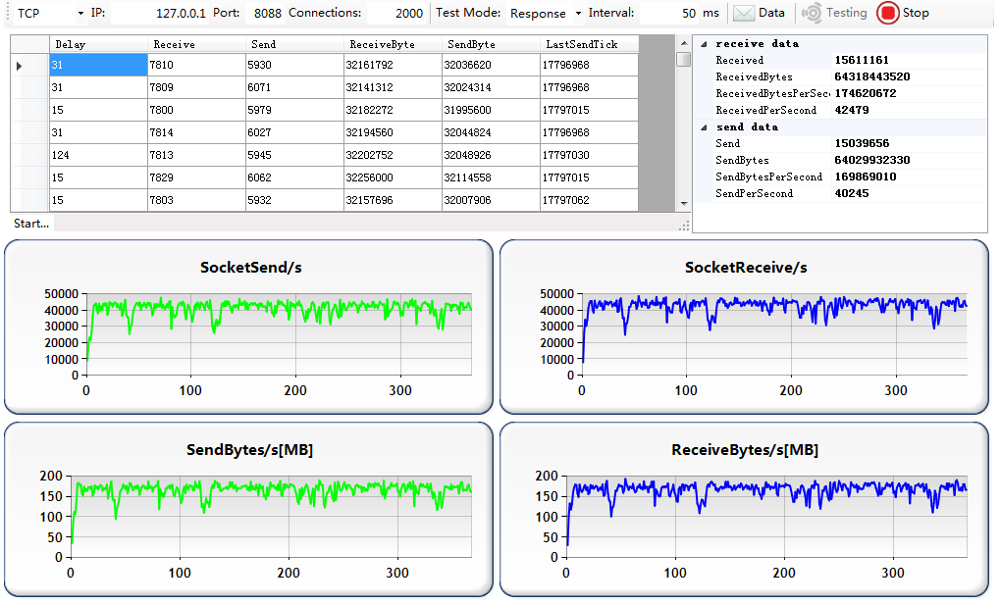 TCP IP: 127.0.0.1 Port: 8088 Connections: 2000 Test Mode: Response Interval: 50 ms Data Testing Stop
Delay Receive Send ReceiveByte SendByte LastSendTick
31 7810 5930 32161792 32036620 17796968
31 7809 6071 32141312 32024314 17796968
15 7800 5979 32182272 31995600 17797015
31 7814 6027 32194560 32044824 17796968
124 7813 5945 32202752 32048926 17797030
15 7829 6062 32256000 32114558 17797015
15 7803 5932 32157696 32007906 17797062
Start...
receive data
Received 15611161
ReceivedBytes 64318443520
ReceivedBytesPerSec 174620672
ReceivedPerSecond 42479
send data
Send 15039656
SendBytes 64029932330
SendBytesPerSecond 169869010
SendPerSecond 40245
SocketSend/s
50000
40000
30000
20000
10000
0
0 100 200 300
SocketReceive/s
50000
40000
30000
20000
10000
0
0 100 200 300
SendBytes/s[MB]
200
150
100
50
0
0 100 200 300
ReceiveBytes/s[MB]
200
150
100
50
0
0 100 200 300